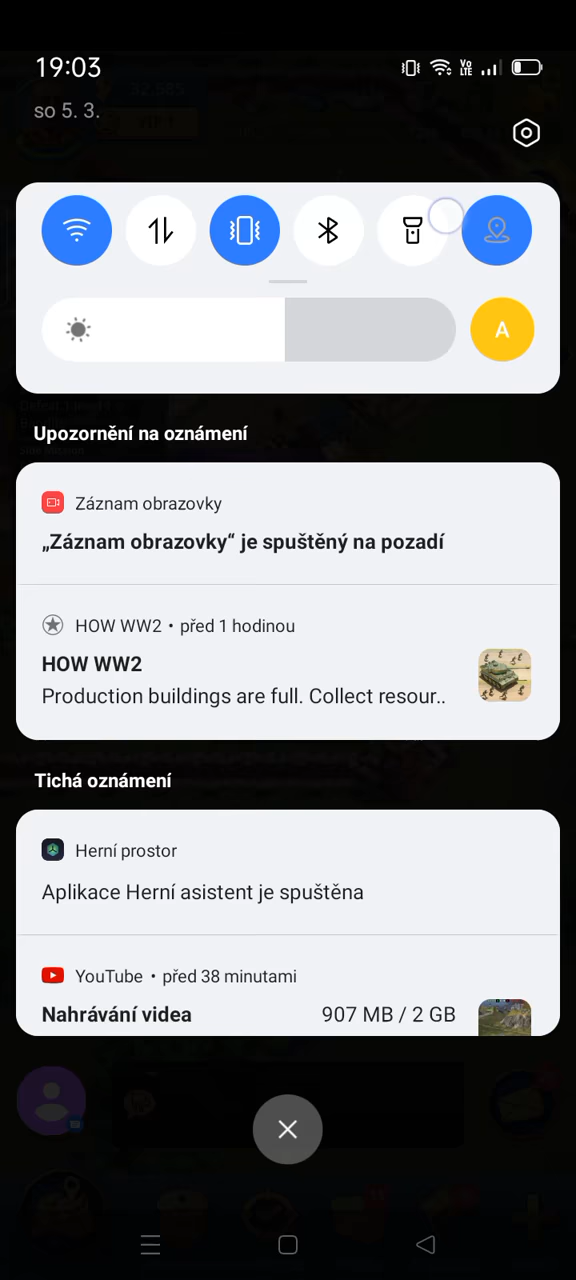 19:03
VO LTE
so 5. 3.
A
Upozornění na oznámení
Záznam obrazovky
„Záznam obrazovky“ je spuštěný na pozadí
HOW WW2 • před 1 hodinou
HOW WW2
Production buildings are full. Collect resour..
Tichá oznámení
Herní prostor
Aplikace Herní asistent je spuštěna
YouTube • před 38 minutami
Nahrávání videa 907 MB / 2 GB